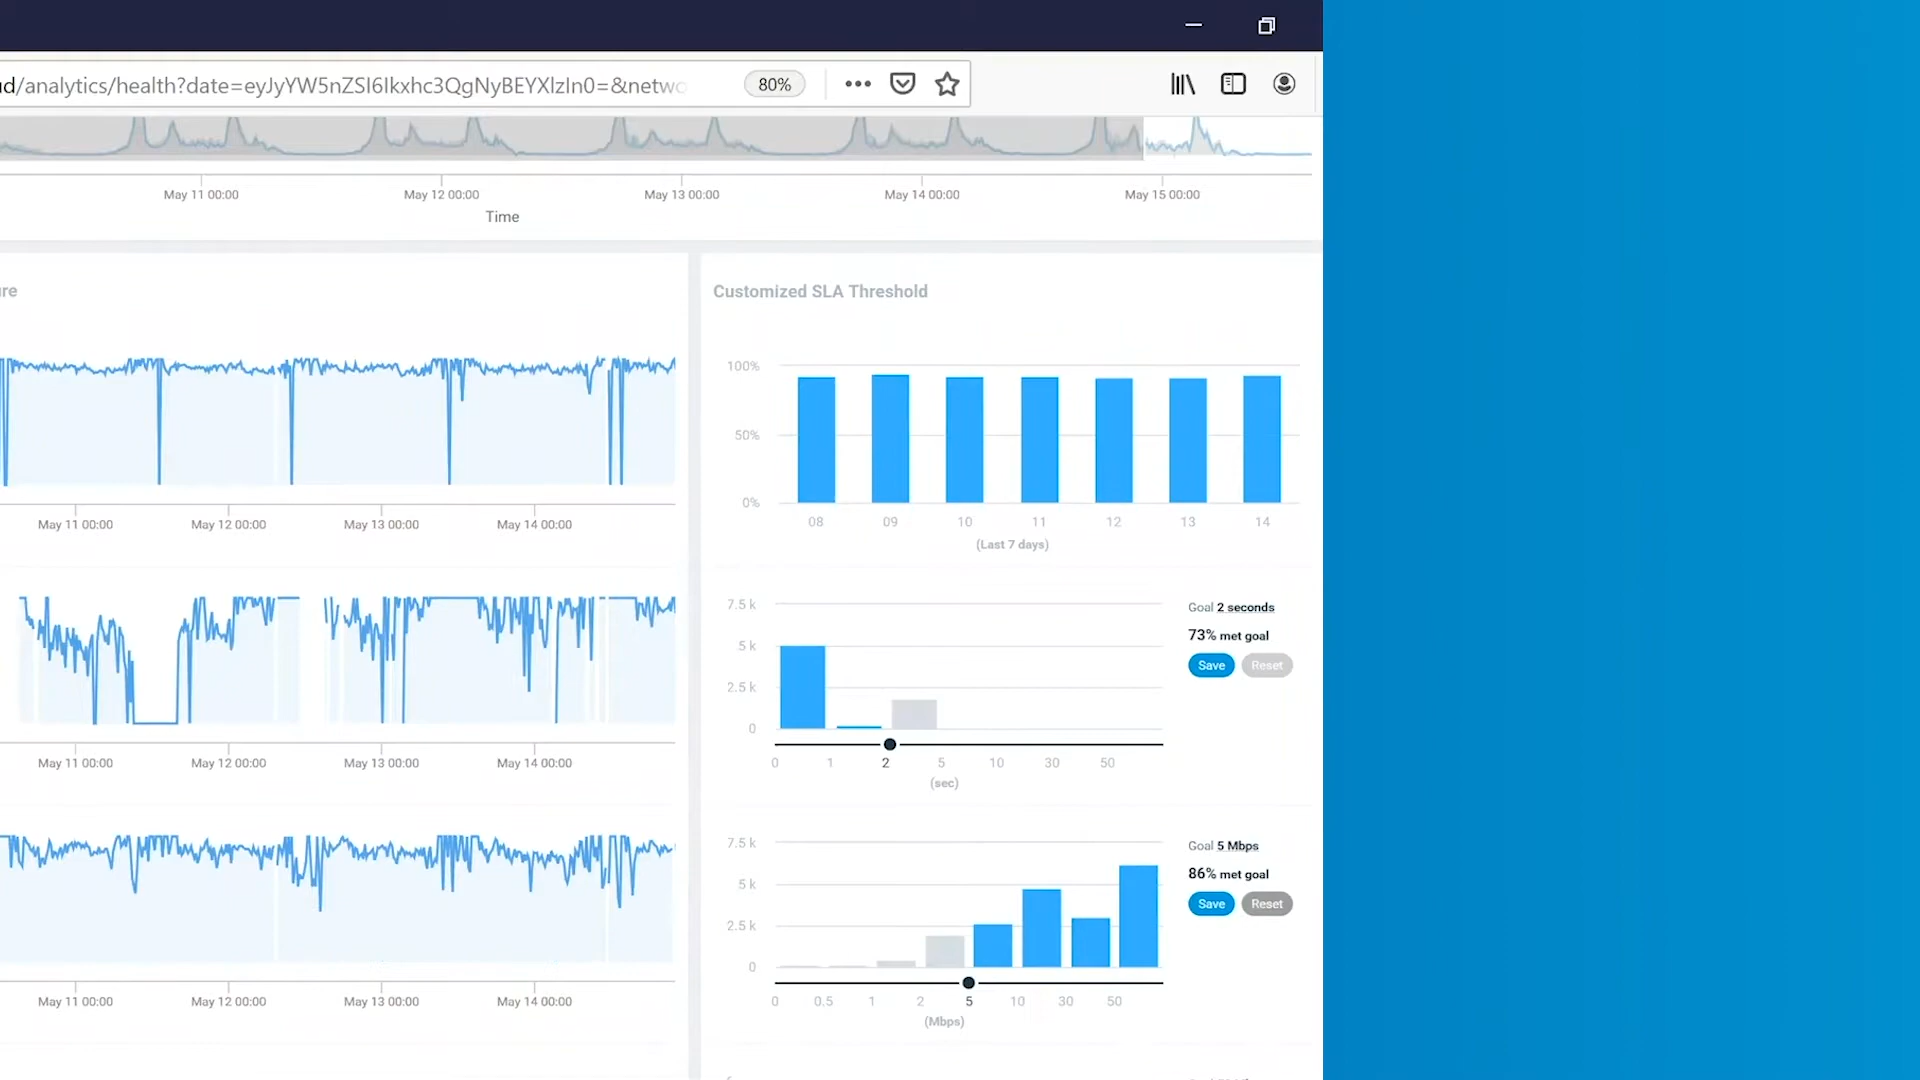 ud/analytics/health?date=eyJyYW5nZSI6Ikxhc3QgNyBEYXlzIn0=&netwo
80%
May 11 00:00 May 12 00:00 May 13 00:00 May 14 00:00 May 15 00:00
Time
ure
May 11 00:00 May 12 00:00 May 13 00:00 May 14 00:00
May 11 00:00 May 12 00:00 May 13 00:00 May 14 00:00
May 11 00:00 May 12 00:00 May 13 00:00 May 14 00:00
Customized SLA Threshold
100%
50%
0%
08 09 10 11 12 13 14
(Last 7 days)
7.5 k
5 k
2.5 k
0
0 1 2 5 10 30 50
(sec)
Goal 2 seconds
73% met goal
Save Reset
7.5 k
5 k
2.5 k
0
0 0.5 1 2 5 10 30 50
(Mbps)
Goal 5 Mbps
86% met goal
Save Reset